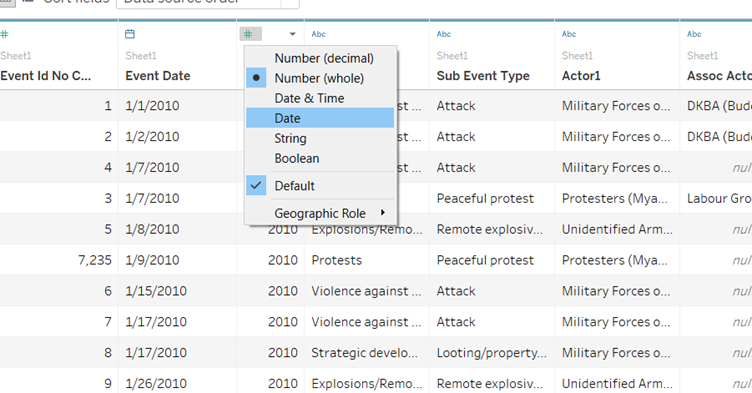 Sort fields Data source order
# # Abc Abc Abc Abc
Sheet1 Sheet1 Sheet1 Sheet1 Sheet1
Event Id No C... Event Date Sub Event Type Actor1 Assoc Acto
Number (decimal)
Number (whole)
Date & Time
Date
String
Boolean
Default
Geographic Role
1 1/1/2010 st ... Attack Military Forces o... DKBA (Bud
2 1/2/2010 st ... Attack Military Forces o... DKBA (Bud
4 1/7/2010 st ... Attack Military Forces o... nul
3 1/7/2010 Peaceful protest Protesters (Mya... Labour Gro
5 1/8/2010 2010 Explosions/Remo... Remote explosiv... Unidentified Arm... nul
7,235 1/9/2010 2010 Protests Peaceful protest Protesters (Mya... nul
6 1/15/2010 2010 Violence against ... Attack Military Forces o... nul
7 1/17/2010 2010 Violence against ... Attack Military Forces o... nul
8 1/17/2010 2010 Strategic develo... Looting/property... Military Forces o... nul
9 1/26/2010 2010 Explosions/Remo... Remote explosiv... Unidentified Arm... nul